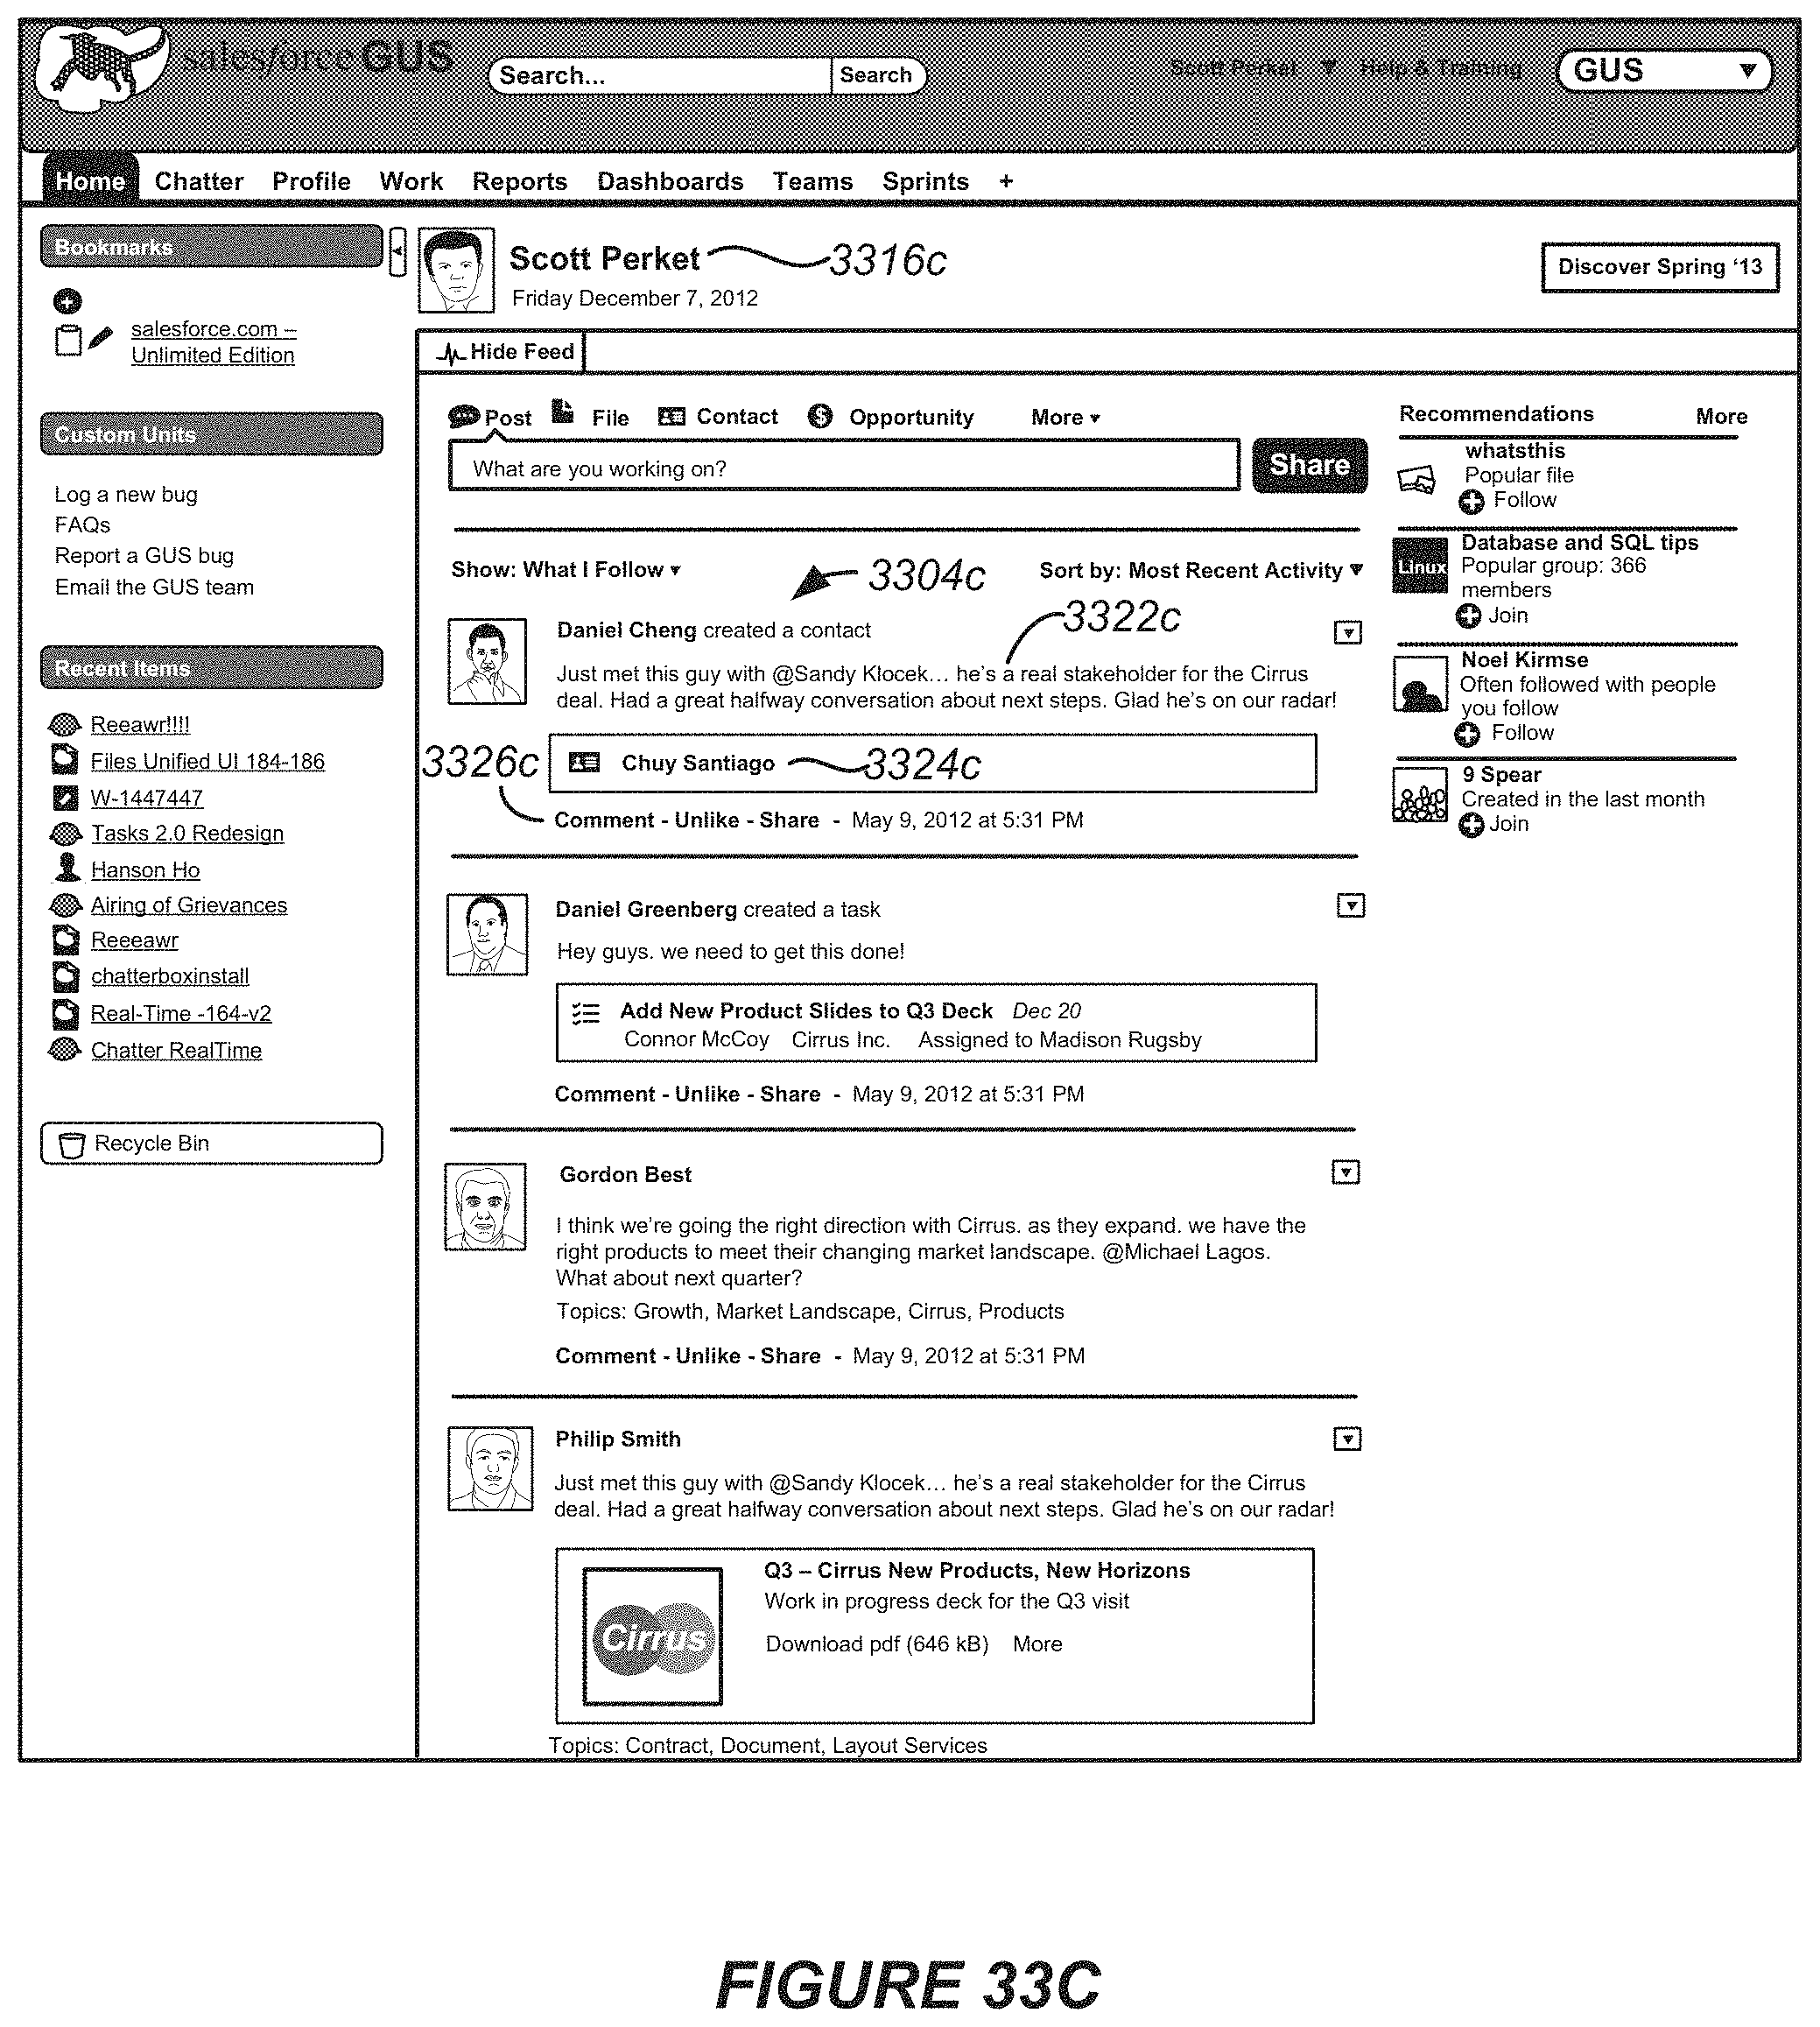 salesforce GUS
Search... Search
Scott Perket Help & Training
GUS
Home Chatter Profile Work Reports Dashboards Teams Sprints +
Bookmarks
salesforce.com –
Unlimited Edition
Custom Units
Log a new bug
FAQs
Report a GUS bug
Email the GUS team
Recent Items
Reeawr!!!!
Files Unified UI 184-186
W-1447447
Tasks 2.0 Redesign
Hanson Ho
Airing of Grievances
Reeeawr
chatterboxinstall
Real-Time -164-v2
Chatter RealTime
Recycle Bin
Scott Perket 3316c
Friday December 7, 2012
Discover Spring ‘13
Hide Feed
Post File Contact $ Opportunity More
What are you working on? Share
Show: What I Follow 3304c Sort by: Most Recent Activity
3322c
Daniel Cheng created a contact
Just met this guy with @Sandy Klocek... he’s a real stakeholder for the Cirrus
deal. Had a great halfway conversation about next steps. Glad he’s on our radar!
3326c Chuy Santiago 3324c
Comment - Unlike - Share - May 9, 2012 at 5:31 PM
Daniel Greenberg created a task
Hey guys. we need to get this done!
Add New Product Slides to Q3 Deck Dec 20
Connor McCoy Cirrus Inc. Assigned to Madison Rugsby
Comment - Unlike - Share - May 9, 2012 at 5:31 PM
Gordon Best
I think we’re going the right direction with Cirrus. as they expand. we have the
right products to meet their changing market landscape. @Michael Lagos.
What about next quarter?
Topics: Growth, Market Landscape, Cirrus, Products
Comment - Unlike - Share - May 9, 2012 at 5:31 PM
Philip Smith
Just met this guy with @Sandy Klocek... he’s a real stakeholder for the Cirrus
deal. Had a great halfway conversation about next steps. Glad he’s on our radar!
Cirrus
Q3 – Cirrus New Products, New Horizons
Work in progress deck for the Q3 visit
Download pdf (646 kB) More
Topics: Contract, Document, Layout Services
Recommendations More
whatsthis
Popular file
Follow
Linux
Database and SQL tips
Popular group: 366
members
Join
Noel Kirmse
Often followed with people
you follow
Follow
9 Spear
Created in the last month
Join
FIGURE 33C